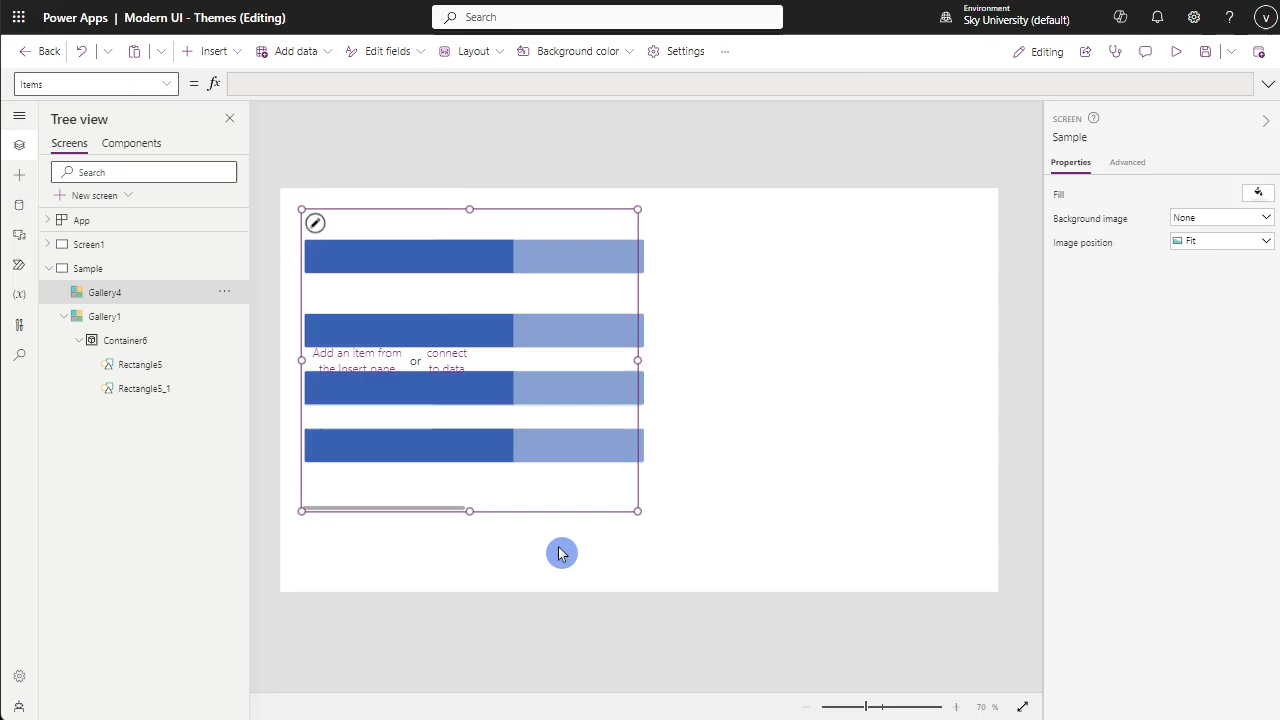 Power Apps | Modern UI - Themes (Editing)
Search
Environment
Sky University (default)
?
V
Back
Insert
Add data
Edit fields
Layout
Background color
Settings
...
Editing
Items
= fx
Tree view
Screens
Components
Search
New screen
App
Screen1
Sample
Gallery4
...
Gallery1
Container6
Rectangle5
Rectangle5_1
(x)
Add an item from
the Insert pane
or
connect
to data
SCREEN ?
Sample
Properties
Advanced
Fill
Background image
None
Image position
Fit
70 %